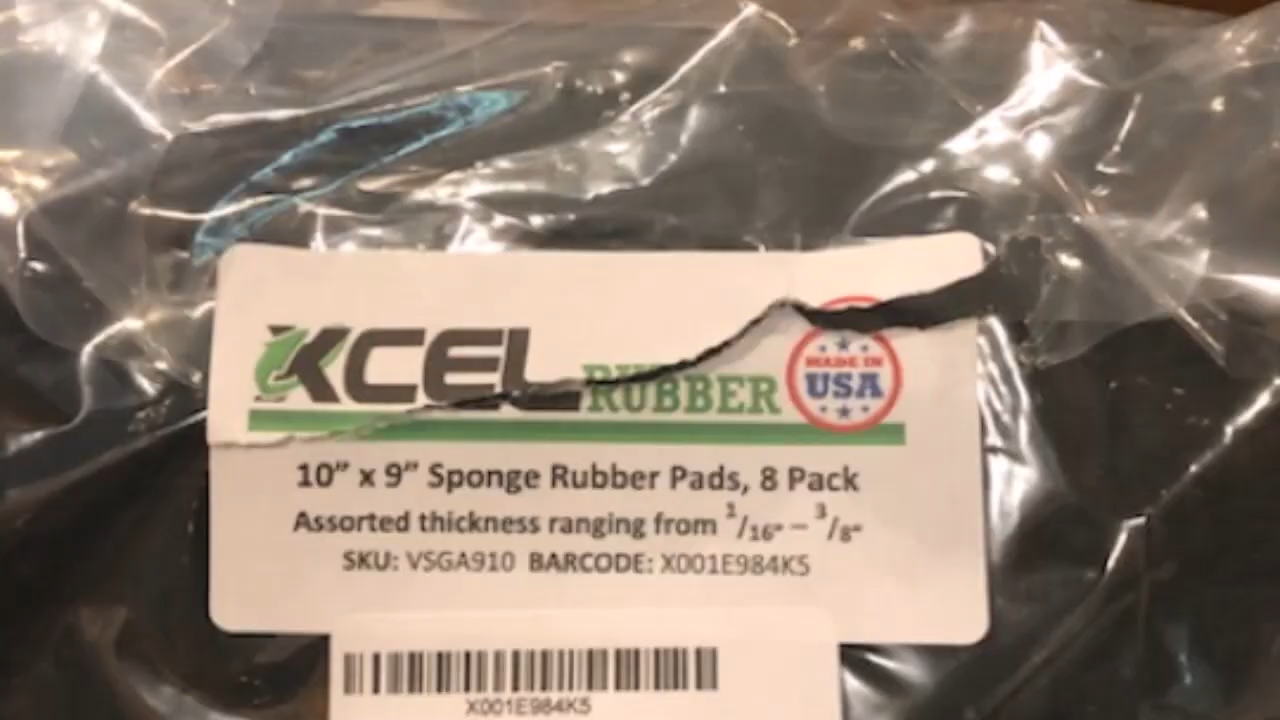 XCEL RUBBER
MADE IN
USA
10” x 9” Sponge Rubber Pads, 8 Pack
Assorted thickness ranging from 1/16” – 3/8”
SKU: VSGA910 BARCODE: X001E984K5
X001E984K5